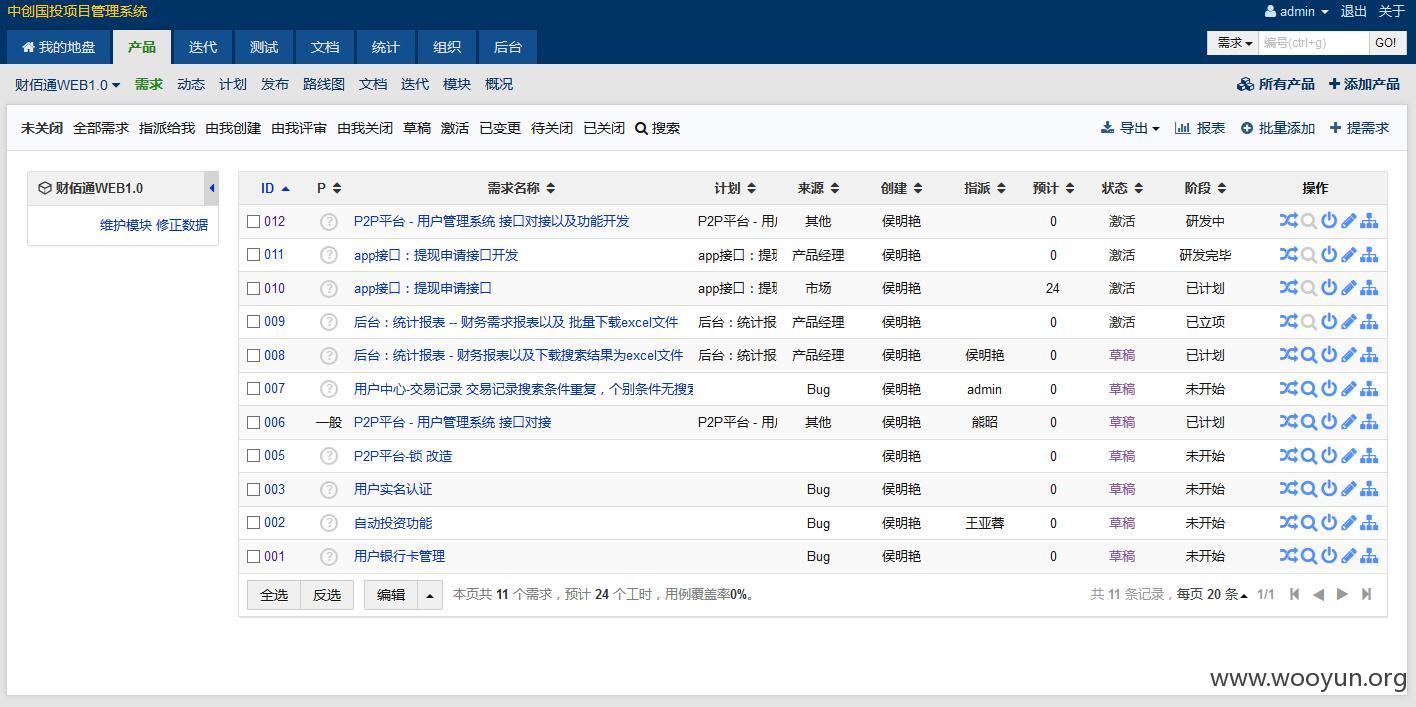 中创国投项目管理系统
admin 退出 关于
我的地盘 产品 迭代 测试 文档 统计 组织 后台
需求 编号(ctrl+g) GO!
财佰通WEB1.0 需求 动态 计划 发布 路线图 文档 迭代 模块 概况 所有产品 添加产品
未关闭 全部需求 指派给我 由我创建 由我评审 由我关闭 草稿 激活 已变更 待关闭 已关闭 搜索 导出 报表 批量添加 提需求
财佰通WEB1.0
维护模块 修正数据
ID P 需求名称 计划 来源 创建 指派 预计 状态 阶段 操作
012 ? P2P平台 - 用户管理系统 接口对接以及功能开发 P2P平台 - 用户 其他 侯明艳 0 激活 研发中
011 ? app接口：提现申请接口开发 app接口：提现 产品经理 侯明艳 0 激活 研发完毕
010 ? app接口：提现申请接口 app接口：提现 市场 侯明艳 24 激活 已计划
009 ? 后台：统计报表 -- 财务需求报表以及 批量下载excel文件 后台：统计报 产品经理 侯明艳 0 激活 已立项
008 ? 后台：统计报表 - 财务报表以及下载搜索结果为excel文件 后台：统计报 产品经理 侯明艳 侯明艳 0 草稿 已计划
007 ? 用户中心-交易记录 交易记录搜索条件重复，个别条件无搜索 Bug 侯明艳 admin 0 草稿 未开始
006 一般 P2P平台 - 用户管理系统 接口对接 P2P平台 - 用户 其他 侯明艳 熊昭 0 草稿 已计划
005 ? P2P平台-锁 改造 侯明艳 0 草稿 未开始
003 ? 用户实名认证 Bug 侯明艳 0 草稿 未开始
002 ? 自动投资功能 Bug 侯明艳 王亚蓉 0 草稿 未开始
001 ? 用户银行卡管理 Bug 侯明艳 0 草稿 未开始
全选 反选 编辑 本页共 11 个需求，预计 24 个工时，用例覆盖率0%。 共 11 条记录，每页 20 条 1/1
www.wooyun.org